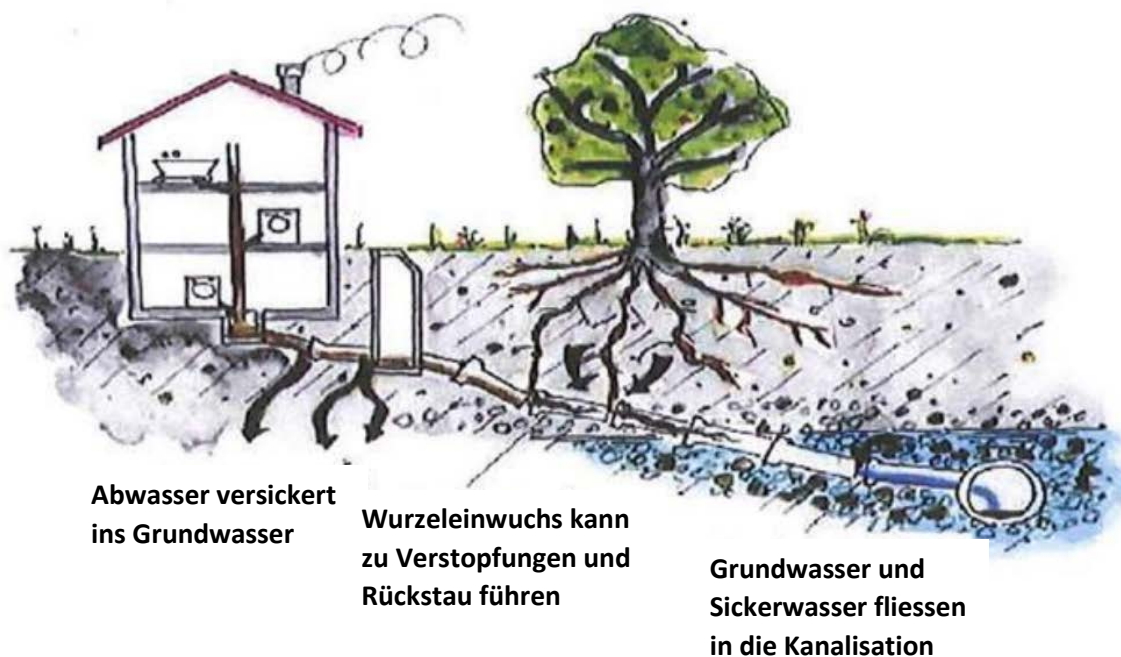 Abwasser versickert
ins Grundwasser
Wurzeleinwuchs kann
zu Verstopfungen und
Rückstau führen
Grundwasser und
Sickerwasser fliessen
in die Kanalisation